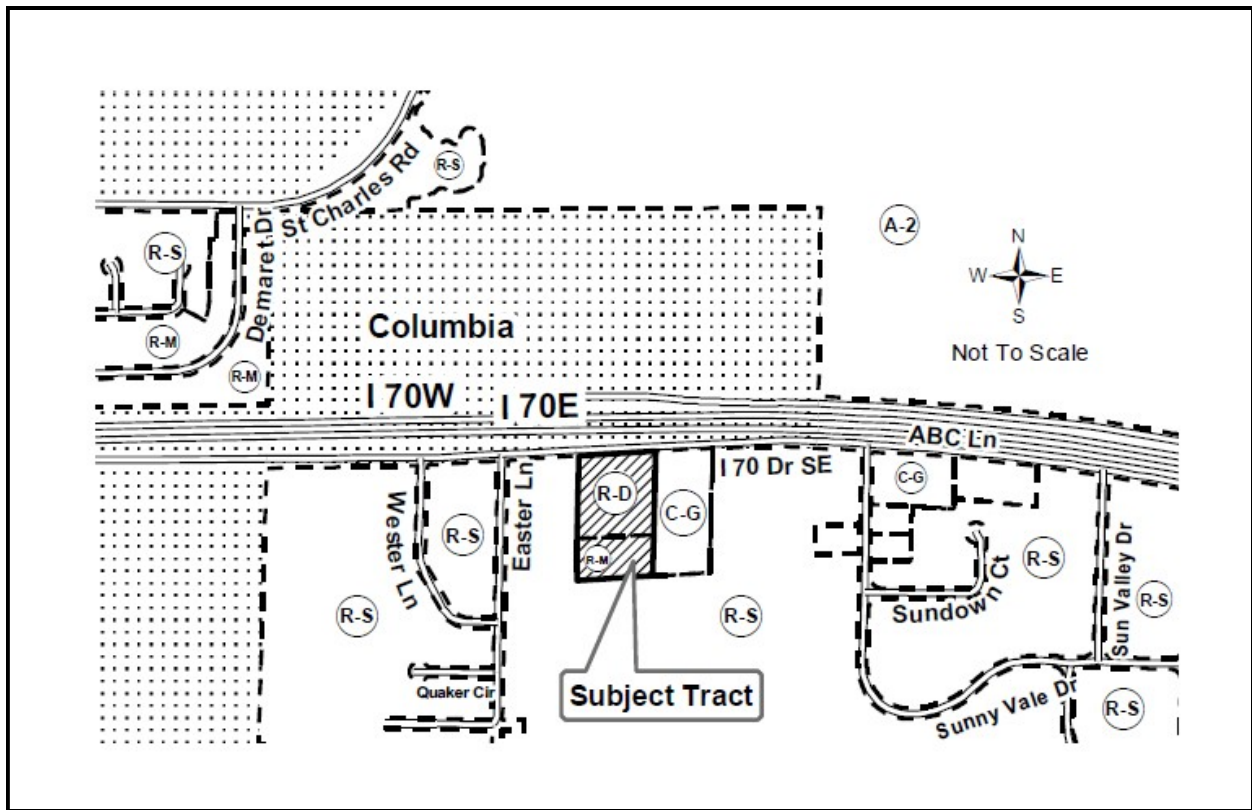 R-S
St Charles Rd
A-2
N
W E
S
Not To Scale
R-S
Demaret Dr
R-M
R-M
Columbia
I 70W
I 70E
ABC Ln
I 70 Dr SE
Wester Ln
R-S
Easter Ln
R-D
C-G
R-M
C-G
R-S
Sundown Ct
Sun Valley Dr
R-S
R-S
R-S
Quaker Cir
Subject Tract
Sunny Vale Dr
R-S